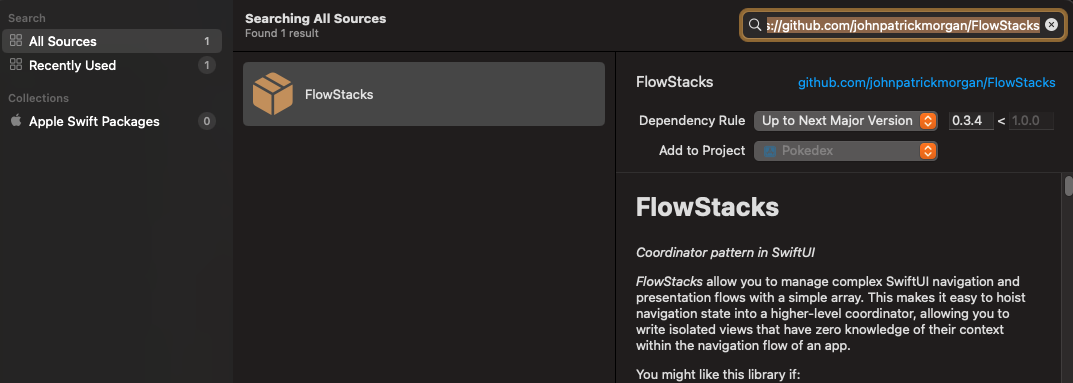 Search
All Sources 1
Recently Used 1
Collections
Apple Swift Packages 0
Searching All Sources
Found 1 result
s://github.com/johnpatrickmorgan/FlowStacks
FlowStacks
FlowStacks github.com/johnpatrickmorgan/FlowStacks
Dependency Rule Up to Next Major Version 0.3.4 < 1.0.0
Add to Project Pokedex
FlowStacks
Coordinator pattern in SwiftUI
FlowStacks allow you to manage complex SwiftUI navigation and
presentation flows with a simple array. This makes it easy to hoist
navigation state into a higher-level coordinator, allowing you to
write isolated views that have zero knowledge of their context
within the navigation flow of an app.
You might like this library if: